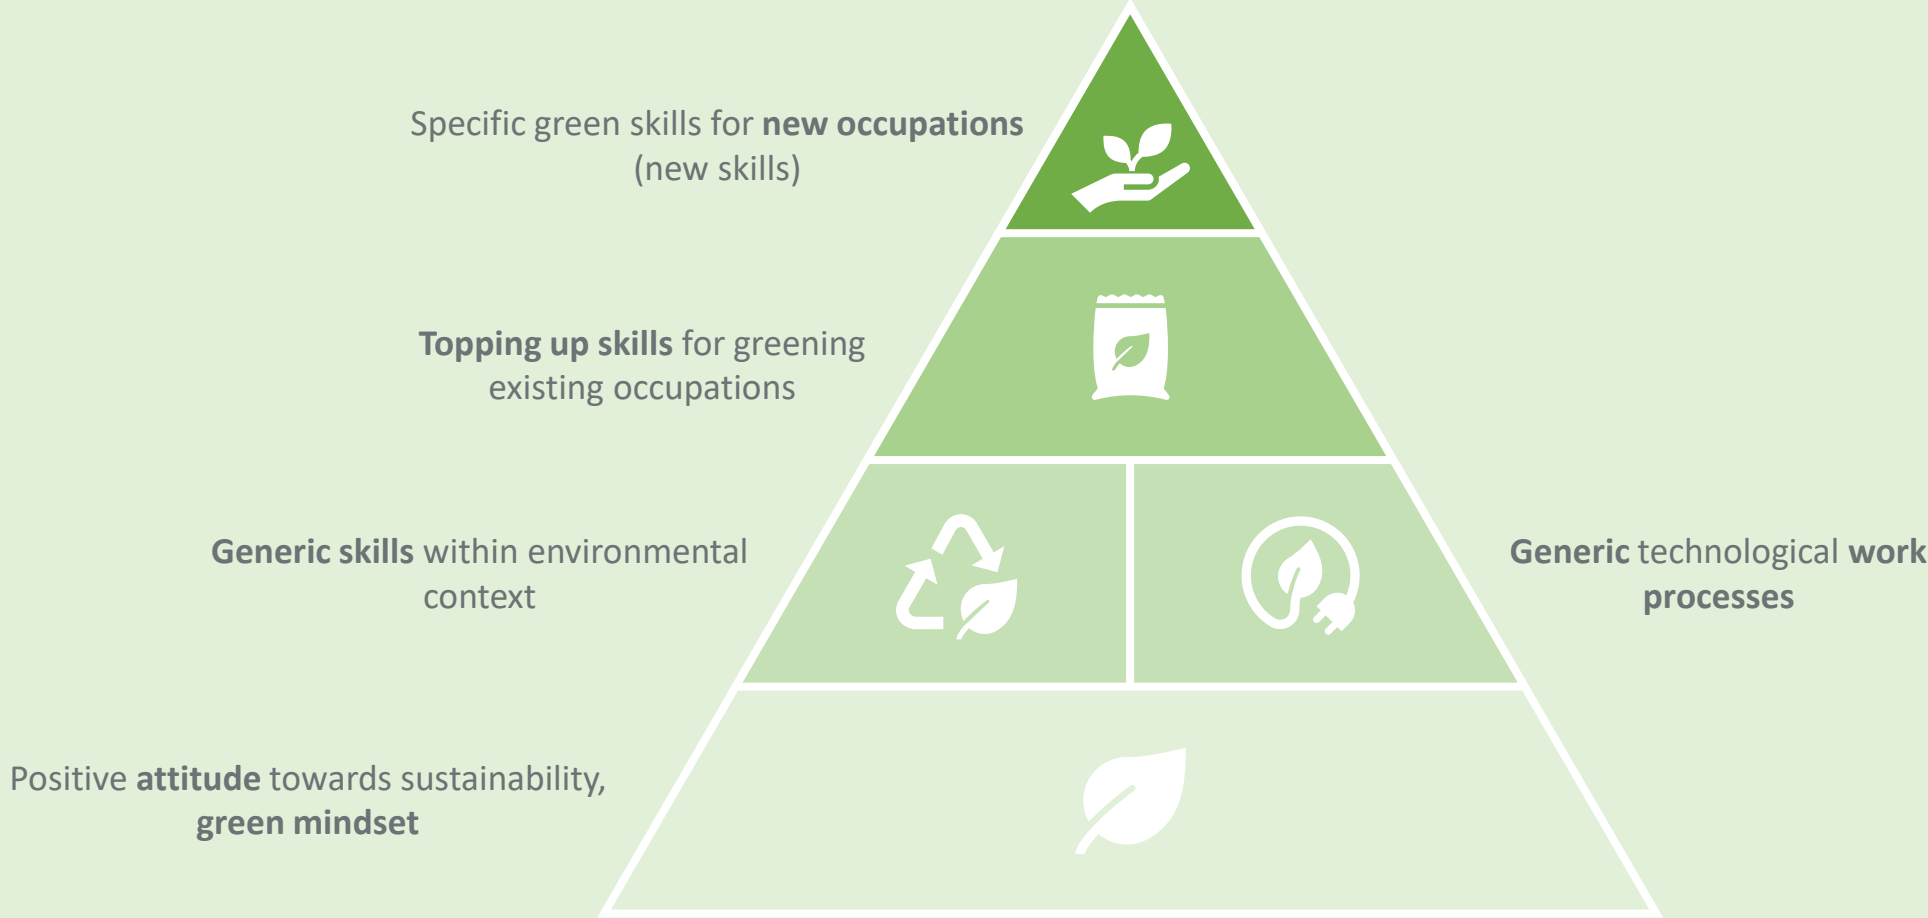 Specific green skills for new occupations
(new skills)
Topping up skills for greening
existing occupations
Generic skills within environmental
context
Generic technological work
processes
Positive attitude towards sustainability,
green mindset